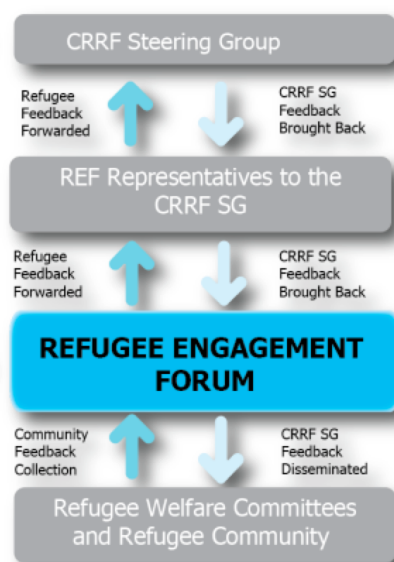 CRRF Steering Group
Refugee
Feedback
Forwarded
CRRF SG
Feedback
Brought Back
REF Representatives to the
CRRF SG
Refugee
Feedback
Forwarded
CRRF SG
Feedback
Brought Back
REFUGEE ENGAGEMENT
FORUM
Community
Feedback
Collection
CRRF SG
Feedback
Disseminated
Refugee Welfare Committees
and Refugee Community